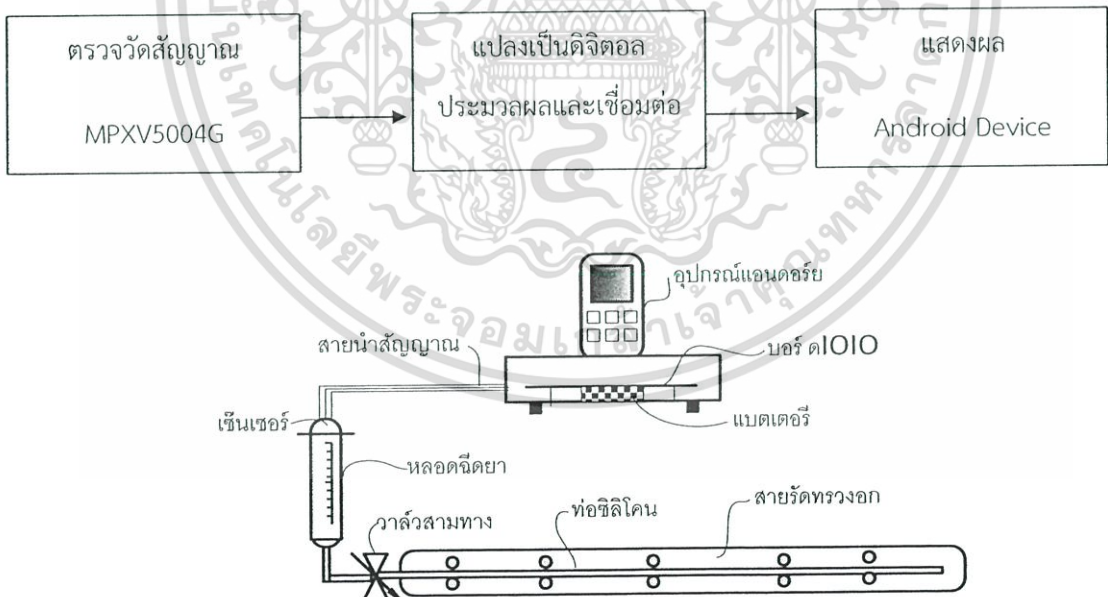 ตรวจวัดสัญญาณ
MPXV5004G
แปลงเป็นดิจิตอล
ประมวลผลและเชื่อมต่อ
แสดงผล
Android Device
อุปกรณ์แอนดอร์ย
สายนำสัญญาณ
บอร์ ดIOIO
เซ็นเซอร์
แบตเตอรี
หลอดฉีดยา
วาล์วสามทาง
ท่อซิลิโคน
สายรัดทรวงอก